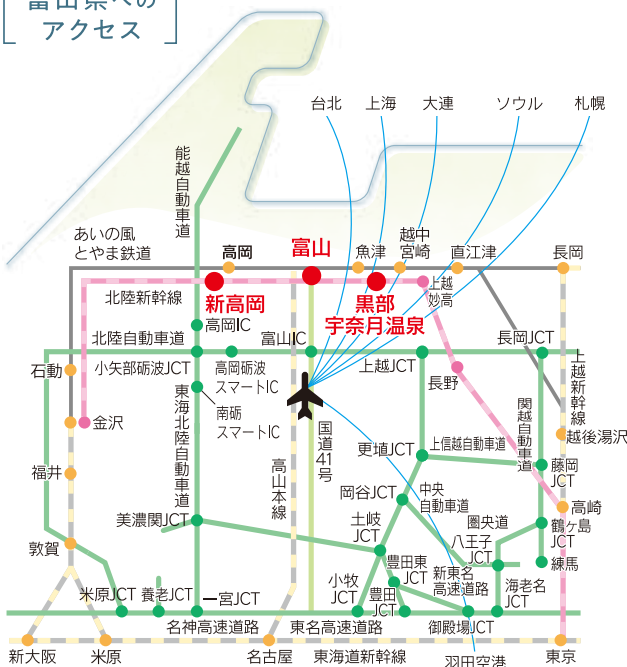 富山県への
アクセス
台北
上海
大連
ソウル
札幌
能越自動車道
あいの風
とやま鉄道
高岡
富山
魚津
越中
宮崎
直江津
長岡
北陸新幹線
新高岡
黒部
宇奈月温泉
上越
妙高
高岡IC
北陸自動車道
富山IC
長岡JCT
石動
小矢部砺波JCT
高岡砺波
スマートIC
上越JCT
長野
上越新幹線
南砺
スマートIC
東海北陸自動車道
関越自動車道
金沢
国道41号
高山本線
更埴JCT
上信越自動車道
越後湯沢
福井
藤岡
JCT
岡谷JCT
中央
自動車道
高崎
美濃関JCT
土岐
JCT
圏央道
八王子
JCT
鶴ヶ島
JCT
敦賀
豊田東
JCT
新東名
高速道路
練馬
米原JCT
養老JCT
一宮JCT
小牧
JCT
豊田
JCT
海老名
JCT
名神高速道路
東名高速道路
御殿場JCT
新大阪
米原
名古屋
東海道新幹線
羽田空港
東京